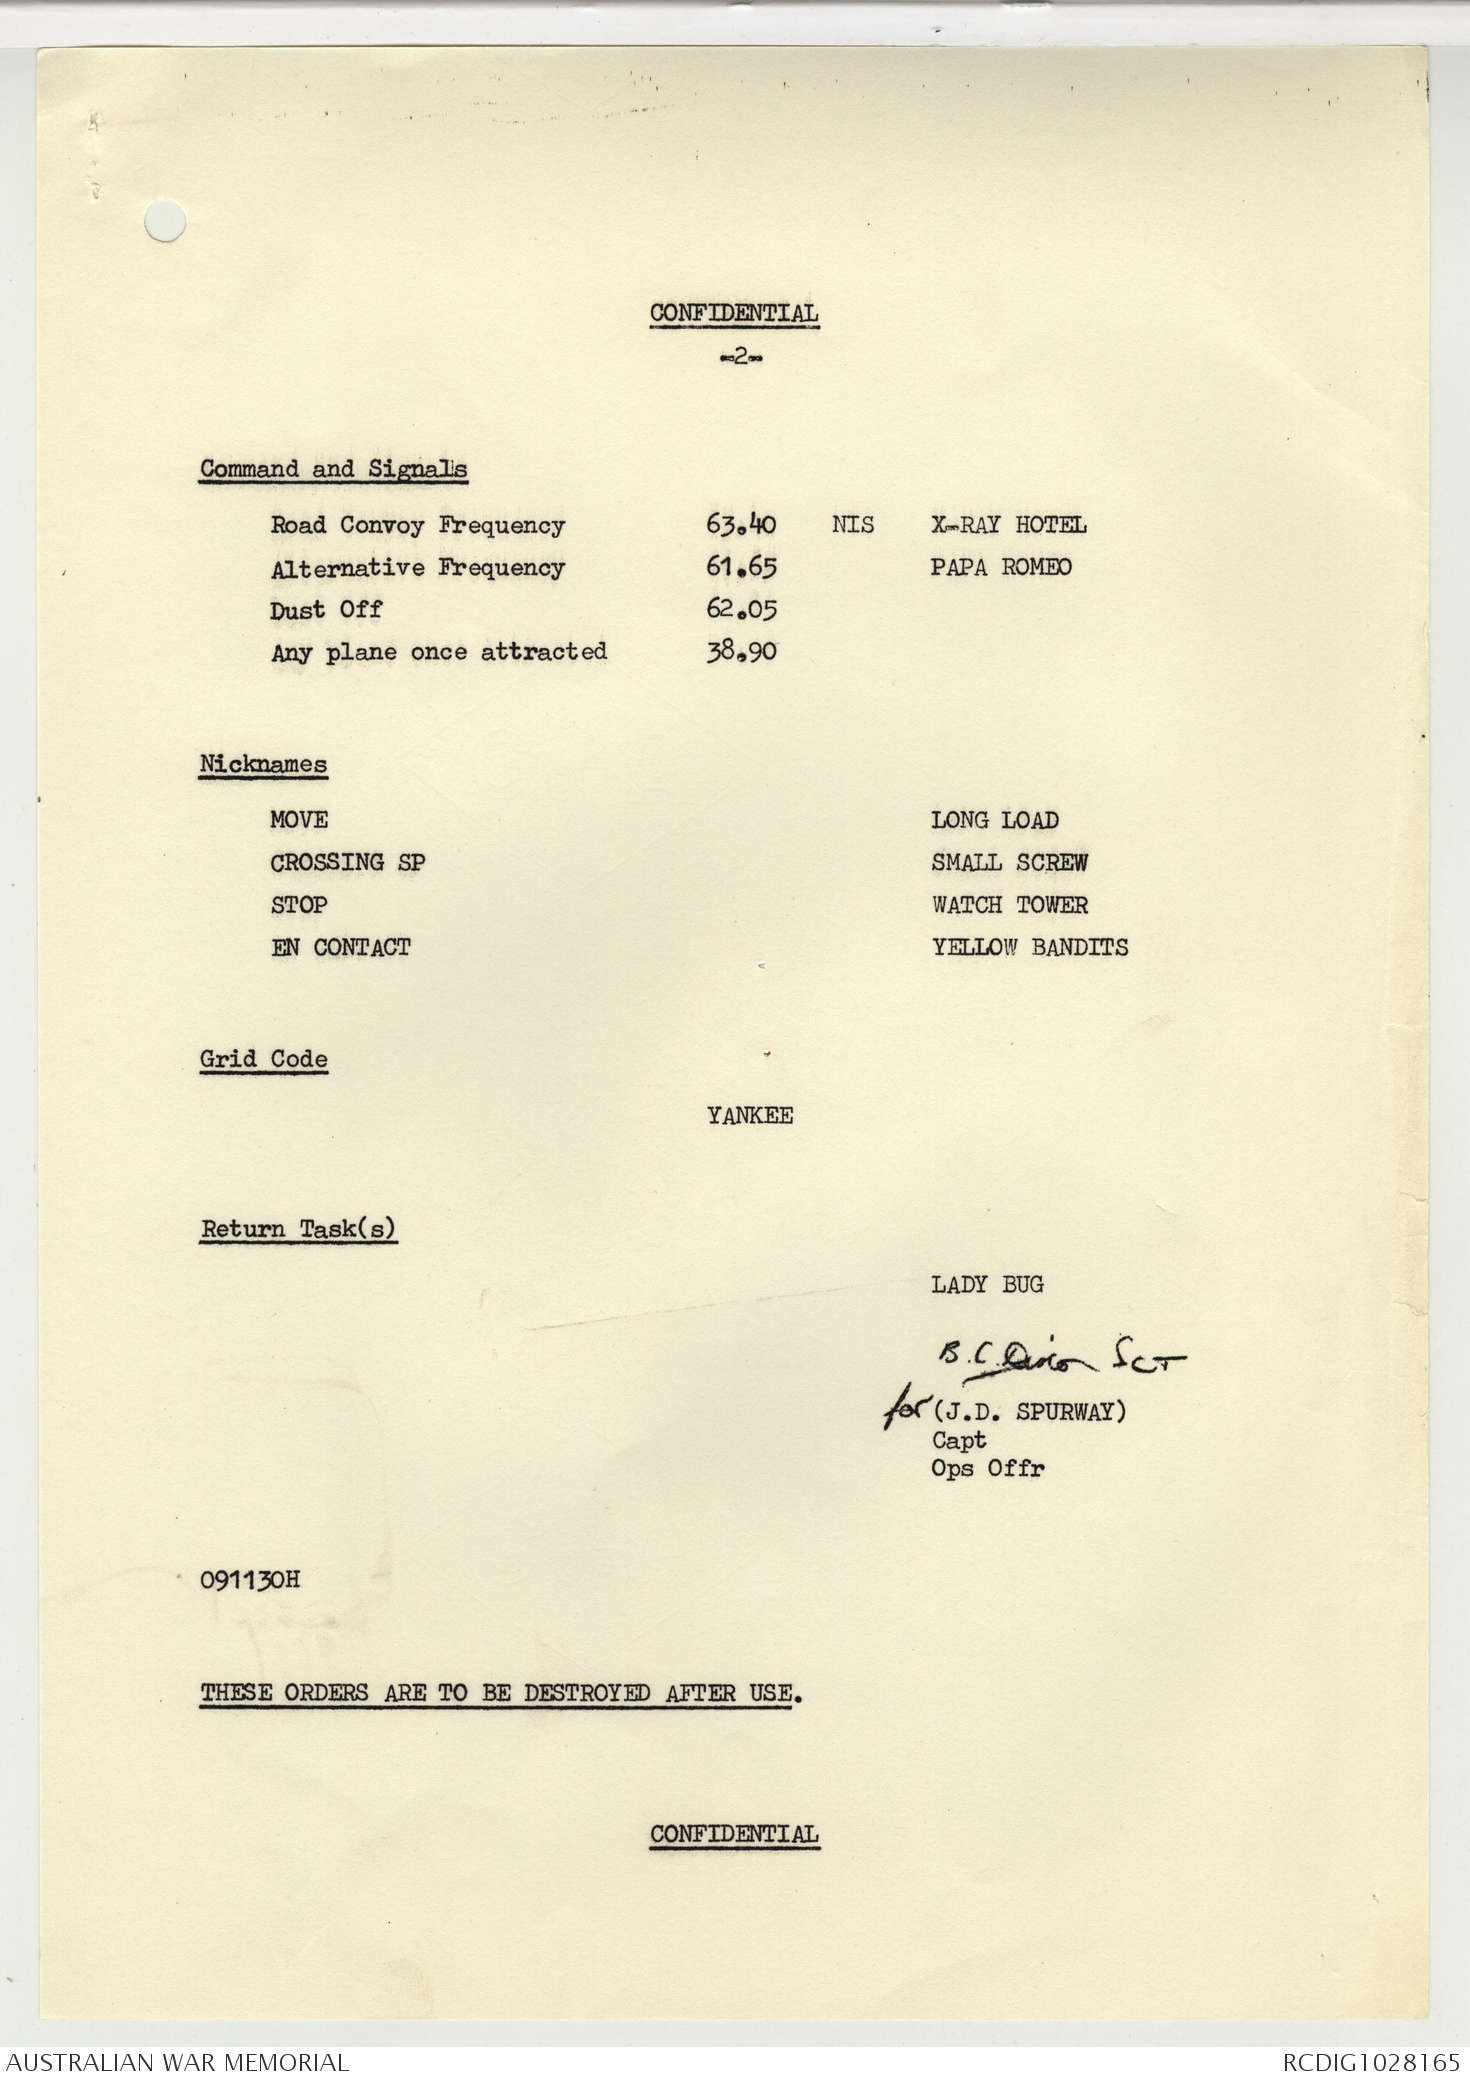 CONFIDENTIAL
-2-
Command and Signals
Road Convoy Frequency 63.40 NIS X-RAY HOTEL
Alternative Frequency 61.65 PAPA ROMEO
Dust Off 62.05
Any plane once attracted 38.90
Nicknames
MOVE LONG LOAD
CROSSING SP SMALL SCREW
STOP WATCH TOWER
EN CONTACT YELLOW BANDITS
Grid Code
YANKEE
Return Task(s)
LADY BUG
B.C. SGT
for (J.D. SPURWAY)
Capt
Ops Offr
091130H
THESE ORDERS ARE TO BE DESTROYED AFTER USE.
CONFIDENTIAL
AUSTRALIAN WAR MEMORIAL RCDIG1028165